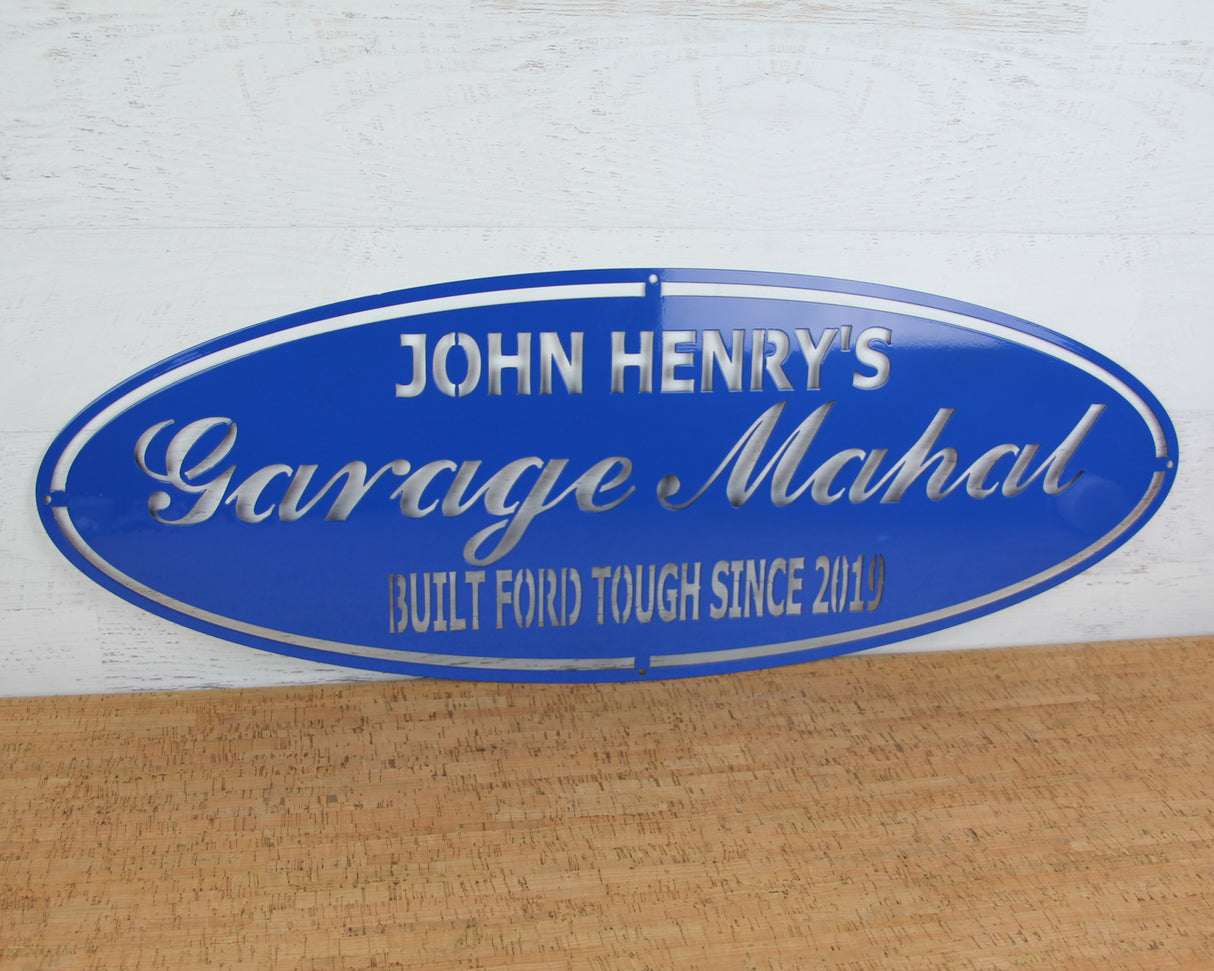 JOHN HENRY'S
Garage Mahal
BUILT FORD TOUGH SINCE 2019